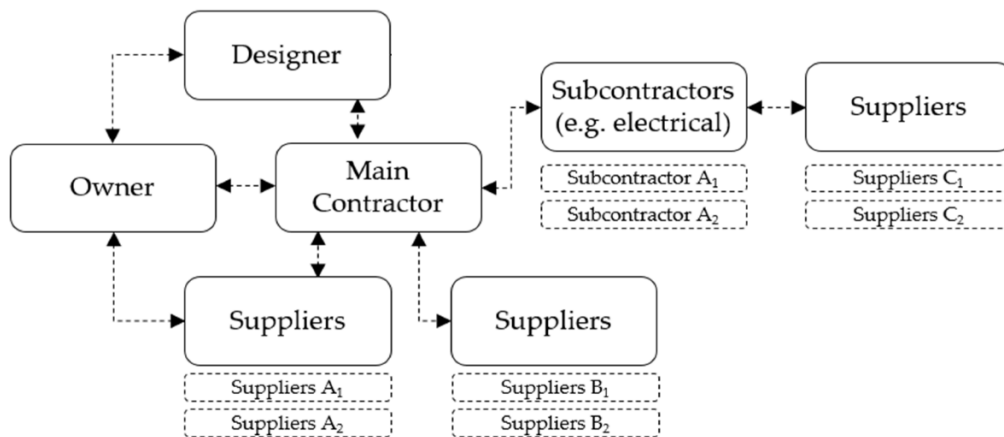 Designer
Subcontractors
(e.g. electrical)
Suppliers
Owner
Main
Contractor
Subcontractor A₁
Subcontractor A₂
Suppliers C₁
Suppliers C₂
Suppliers
Suppliers
Suppliers A₁
Suppliers A₂
Suppliers B₁
Suppliers B₂